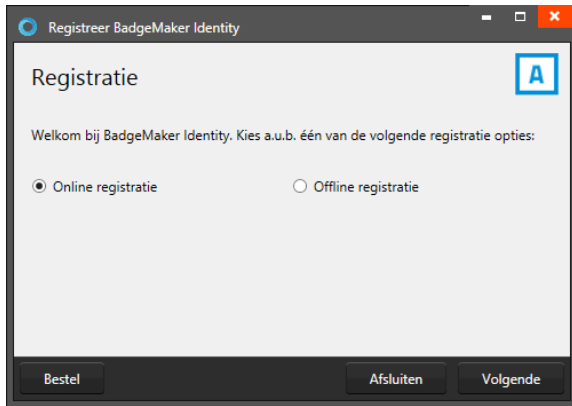 Registreer BadgeMaker Identity
Registratie
A
Welkom bij BadgeMaker Identity. Kies a.u.b. één van de volgende registratie opties:
Online registratie
Offline registratie
Bestel
Afsluiten
Volgende